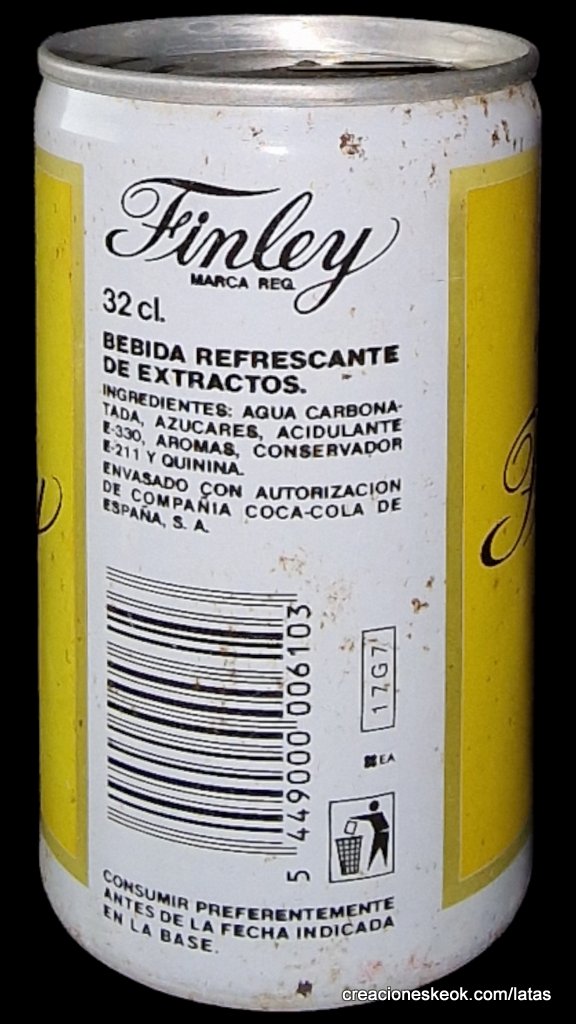 Finley
MARCA REG.
32 cl.
BEBIDA REFRESCANTE
DE EXTRACTOS.
INGREDIENTES: AGUA CARBONA-
TADA, AZUCARES, ACIDULANTE
E-330, AROMAS, CONSERVADOR
E-211 Y QUININA.
ENVASADO CON AUTORIZACION
DE COMPAÑIA COCA-COLA DE
ESPAÑA, S. A.
5 449000 006103
17G7
EA
CONSUMIR PREFERENTEMENTE
ANTES DE LA FECHA INDICADA
EN LA BASE.
creacioneskeok.com/latas